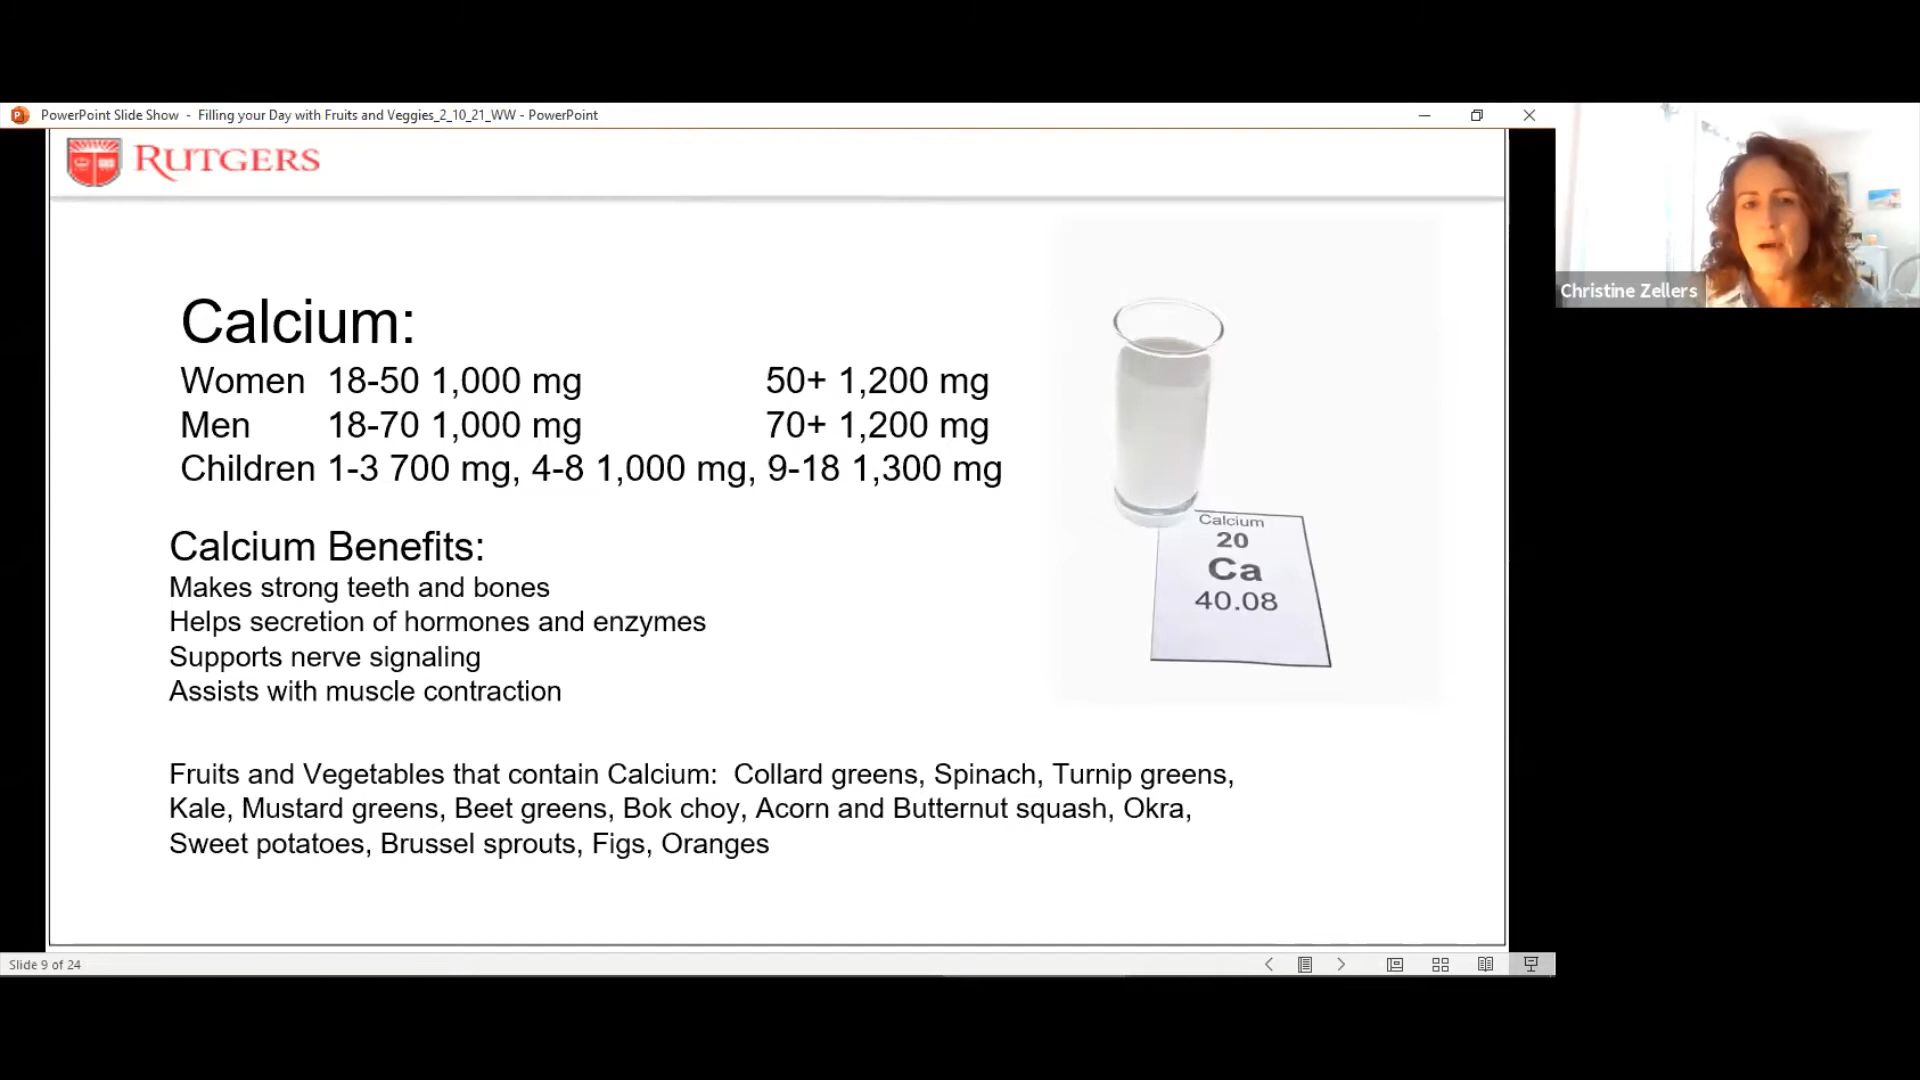 PowerPoint Slide Show - Filling your Day with Fruits and Veggies_2_10_21_WW - PowerPoint
RUTGERS
Christine Zellers
Calcium:
Women 18-50 1,000 mg 50+ 1,200 mg
Men 18-70 1,000 mg 70+ 1,200 mg
Children 1-3 700 mg, 4-8 1,000 mg, 9-18 1,300 mg
Calcium
20
Ca
40.08
Calcium Benefits:
Makes strong teeth and bones
Helps secretion of hormones and enzymes
Supports nerve signaling
Assists with muscle contraction
Fruits and Vegetables that contain Calcium: Collard greens, Spinach, Turnip greens,
Kale, Mustard greens, Beet greens, Bok choy, Acorn and Butternut squash, Okra,
Sweet potatoes, Brussel sprouts, Figs, Oranges
Slide 9 of 24